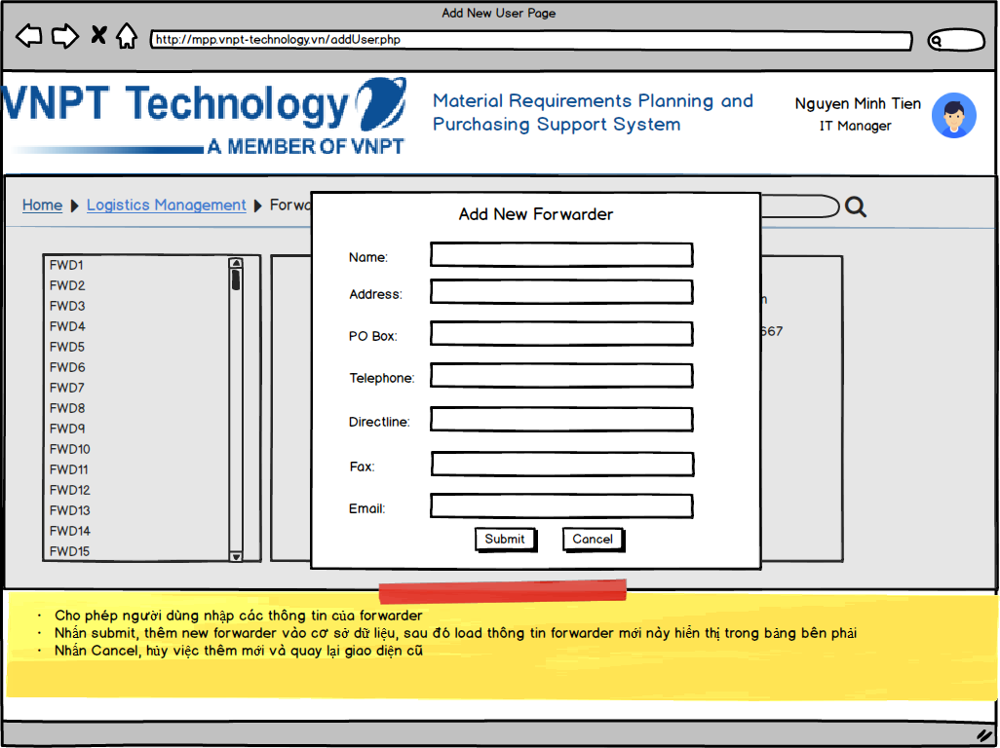 Add New User Page
http://mpp.vnpt-technology.vn/addUser.php
VNPT Technology
A MEMBER OF VNPT
Material Requirements Planning and
Purchasing Support System
Nguyen Minh Tien
IT Manager
Home Logistics Management Forwa
Add New Forwarder
Name:
Address:
PO Box:
Telephone:
Directline:
Fax:
Email:
Submit Cancel
FWD1
FWD2
FWD3
FWD4
FWD5
FWD6
FWD7
FWD8
FWD9
FWD10
FWD11
FWD12
FWD13
FWD14
FWD15
667
· Cho phép người dùng nhập các thông tin của forwarder
· Nhấn submit, thêm new forwarder vào cơ sở dữ liệu, sau đó load thông tin forwarder mới này hiển thị trong bảng bên phải
· Nhấn Cancel, hủy việc thêm mới và quay lại giao diện cũ